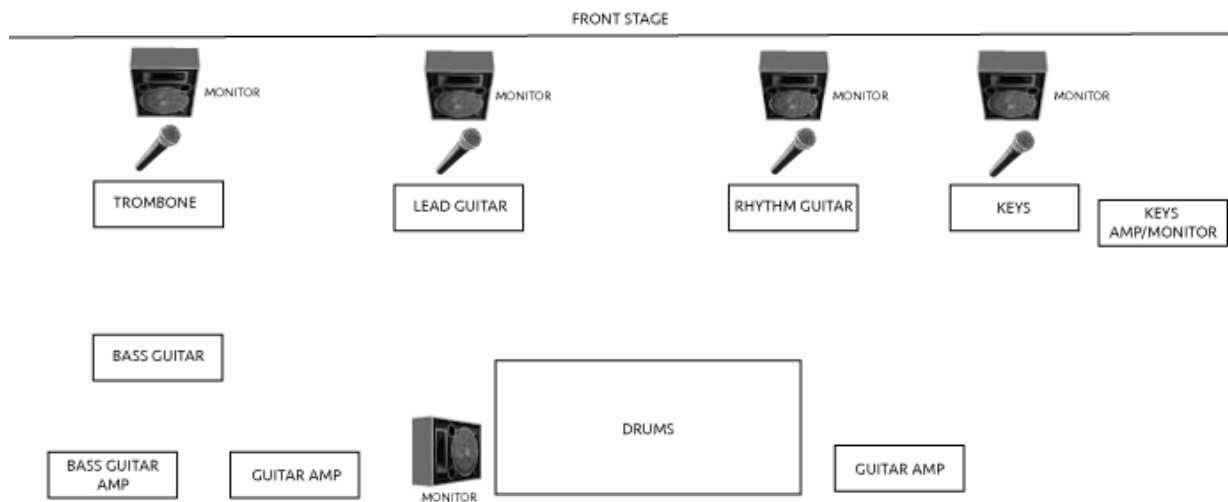 FRONT STAGE
MONITOR
MONITOR
MONITOR
MONITOR
TROMBONE
LEAD GUITAR
RHYTHM GUITAR
KEYS
KEYS
AMP/MONITOR
BASS GUITAR
DRUMS
BASS GUITAR
AMP
GUITAR AMP
MONITOR
GUITAR AMP